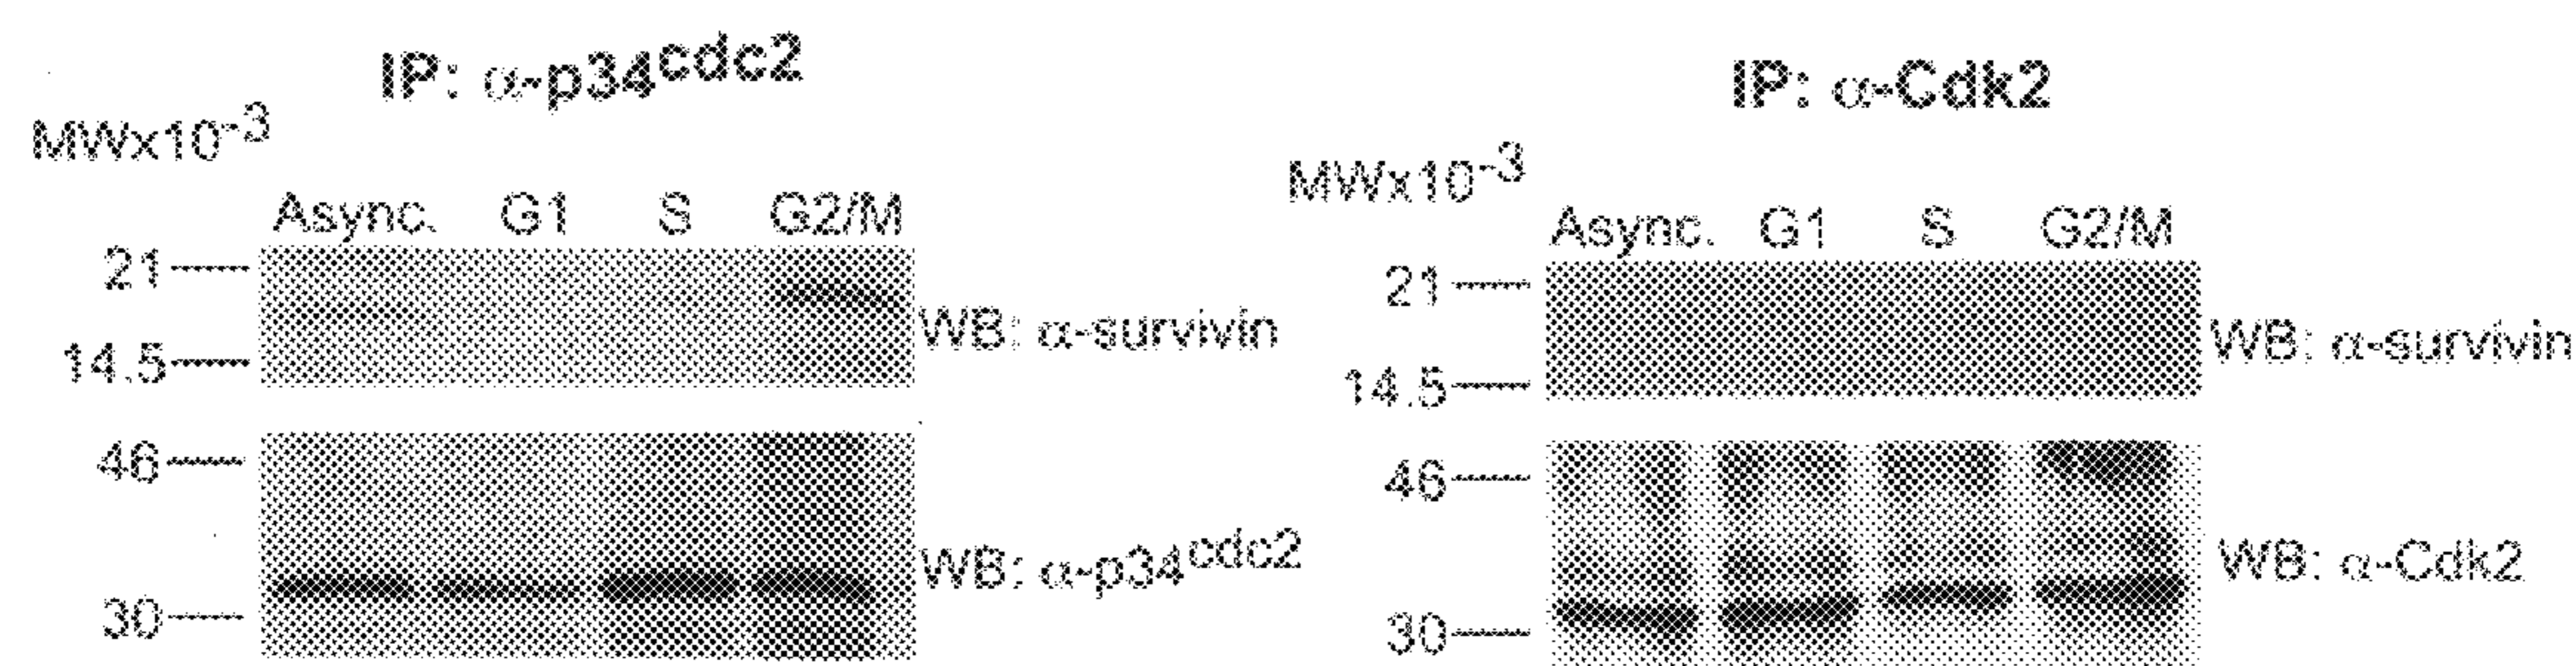 IP: α-p34cdc2
MWx10-3
Async. G1 S G2/M
21
14.5
WB: α-survivin
46
30
WB: α-p34cdc2
IP: α-Cdk2
MWx10-3
Async. G1 S G2/M
21
14.5
WB: α-survivin
46
30
WB: α-Cdk2